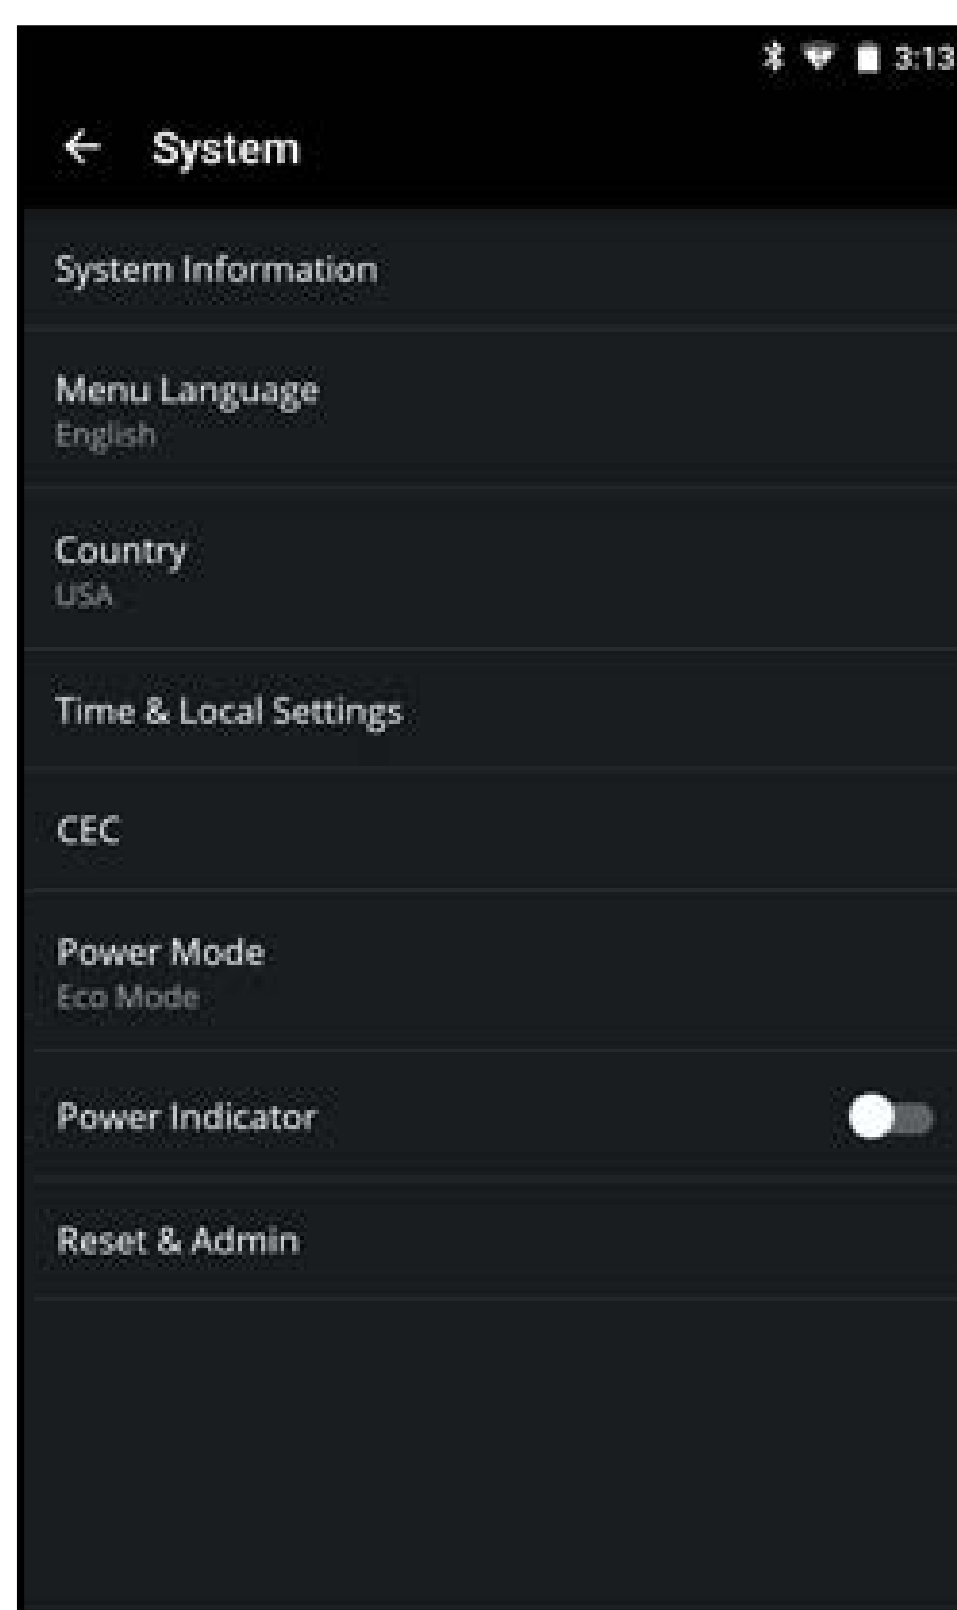 3:13
System
System Information
Menu Language
English
Country
USA
Time & Local Settings
CEC
Power Mode
Eco Mode
Power Indicator
Reset & Admin